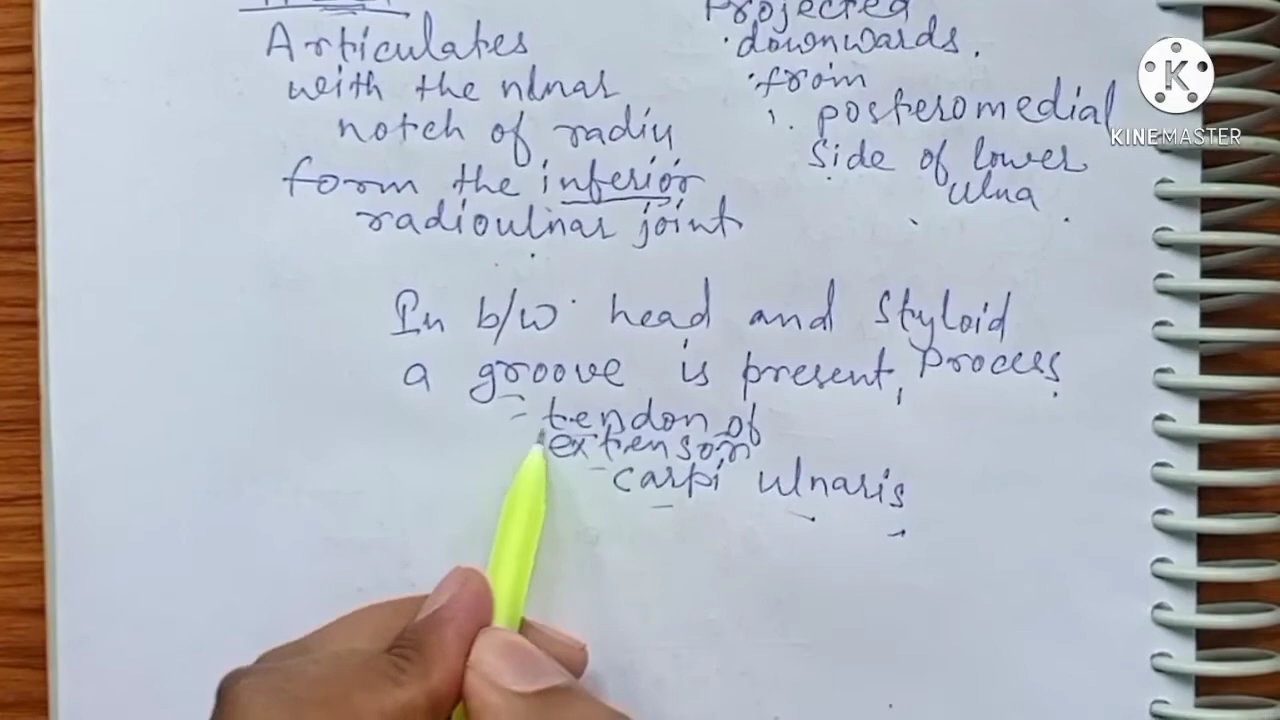 Articulates
with the ulnar
notch of radiu
form the inferior
radioulnar joint
Projected
downwards.
from
posteromedial
side of lower
ulna
In b/w head and styloid
a groove is present, process
= tendon of
extensor
carpi ulnaris
KINEMASTER